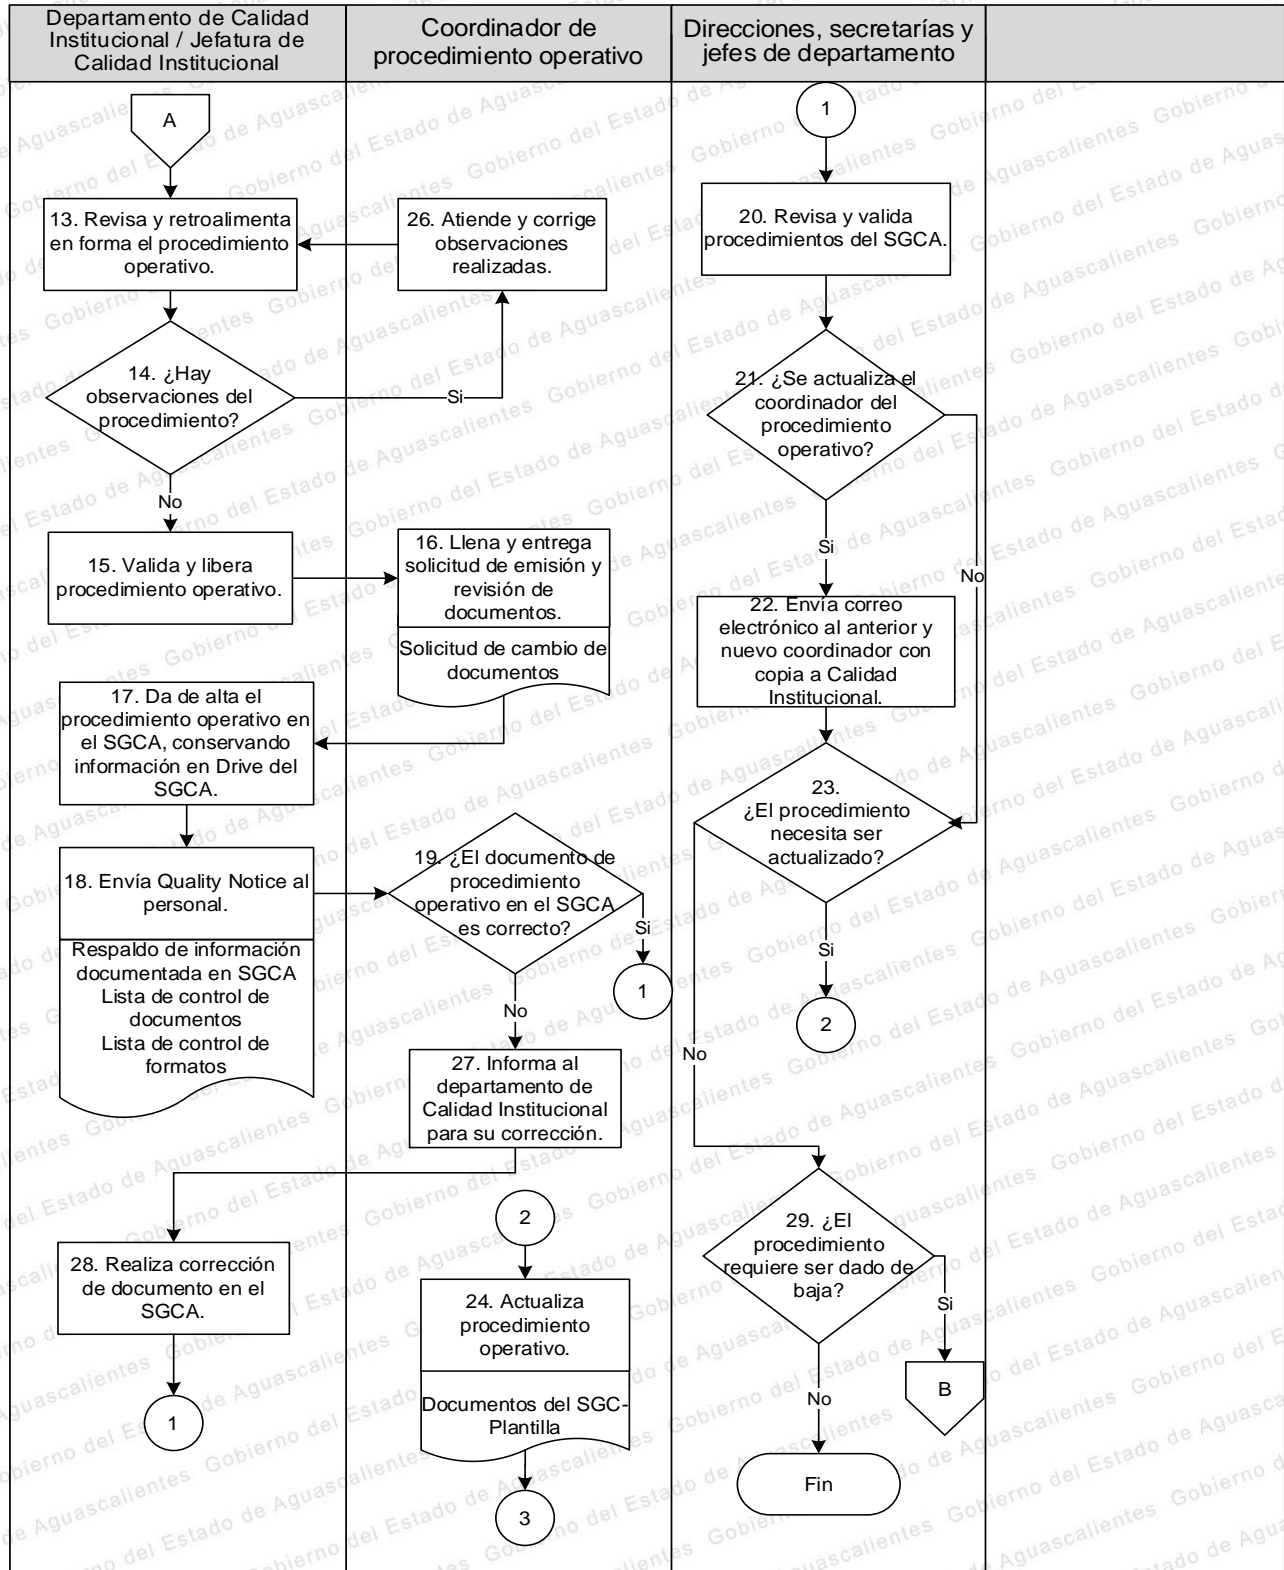 Departamento de Calidad
Institucional / Jefatura de
Calidad Institucional
Coordinador de
procedimiento operativo
Direcciones, secretarías y
jefes de departamento
A
13. Revisa y retroalimenta
en forma el procedimiento
operativo.
14. ¿Hay
observaciones del
procedimiento?
No
15. Valida y libera
procedimiento operativo.
17. Da de alta el
procedimiento operativo en
el SGCA, conservando
información en Drive del
SGCA.
18. Envía Quality Notice al
personal.
Respaldo de información
documentada en SGCA
Lista de control de
documentos
Lista de control de
formatos
28. Realiza corrección
de documento en el
SGCA.
1
26. Atiende y corrige
observaciones
realizadas.
Si
16. Llena y entrega
solicitud de emisión y
revisión de
documentos.
Solicitud de cambio de
documentos
19. ¿El documento de
procedimiento
operativo en el SGCA
es correcto?
Si
1
No
27. Informa al
departamento de
Calidad Institucional
para su corrección.
2
24. Actualiza
procedimiento
operativo.
Documentos del SGC-
Plantilla
3
1
20. Revisa y valida
procedimientos del SGCA.
21. ¿Se actualiza el
coordinador del
procedimiento
operativo?
Si
No
22. Envía correo
electrónico al anterior y
nuevo coordinador con
copia a Calidad
Institucional.
23.
¿El procedimiento
necesita ser
actualizado?
Si
2
No
29. ¿El
procedimiento
requiere ser dado de
baja?
Si
B
No
Fin
Gobierno del Estado de Aguascalientes